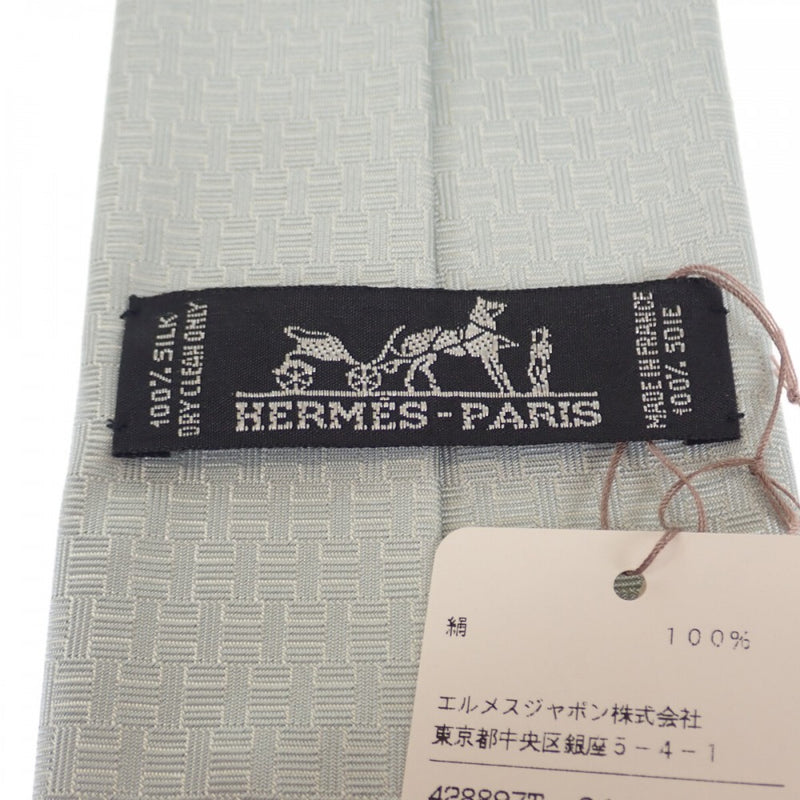 100% SILK
DRY CLEAN ONLY
HERMÈS-PARIS
MADE IN FRANCE
100% SOIE
絹 100%
エルメスジャポン株式会社
東京都中央区銀座5-4-1
428897T